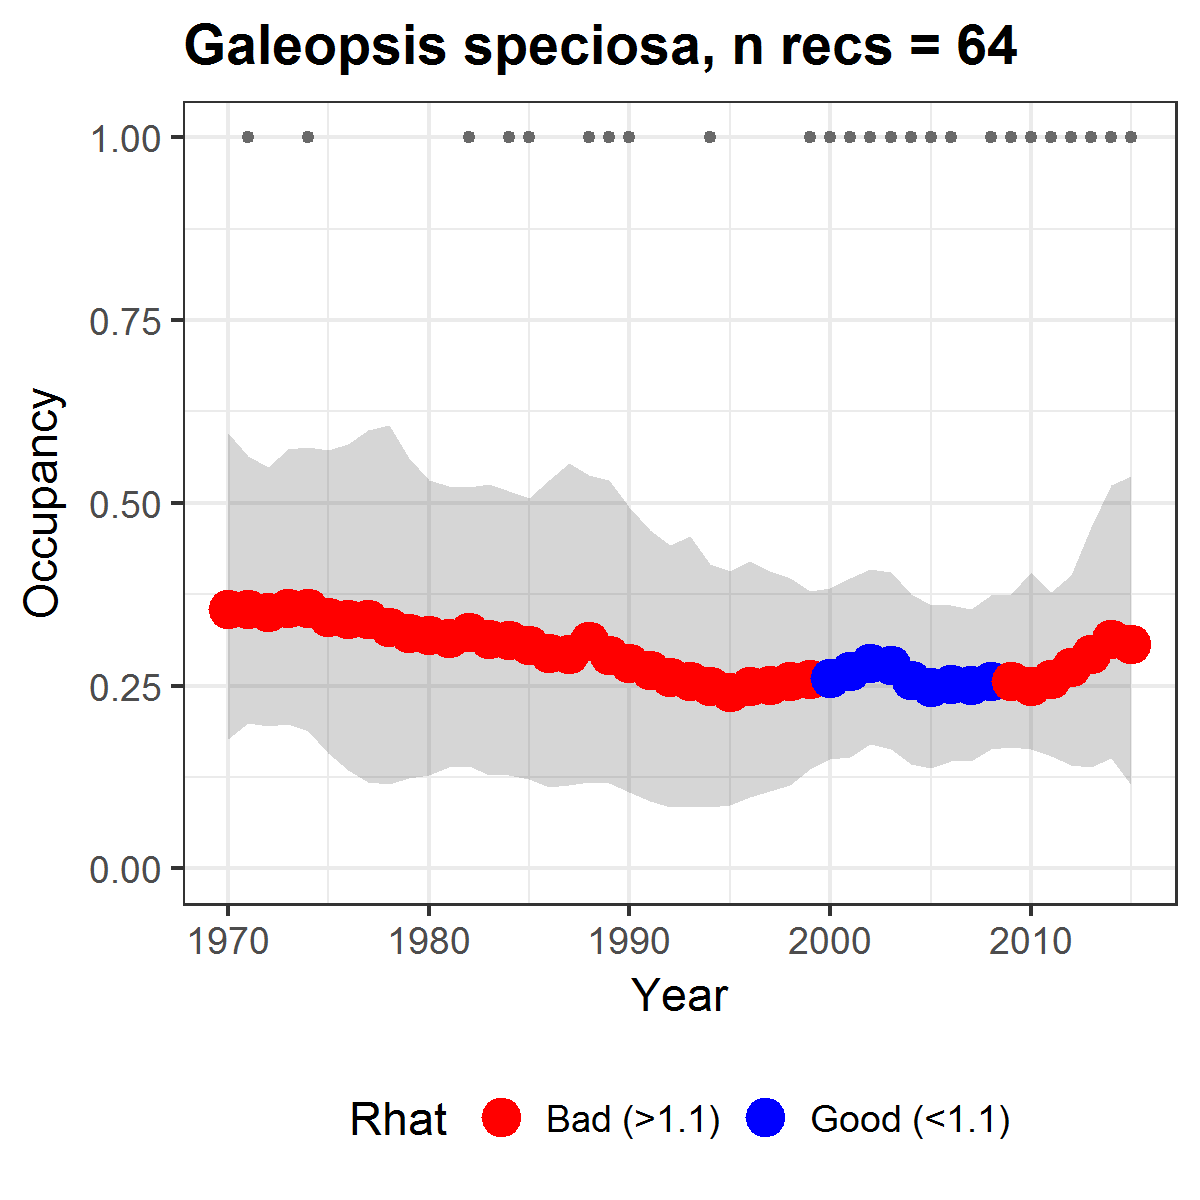 Galeopsis speciosa, n recs = 64
1.00
0.75
0.50
0.25
0.00
Occupancy
1970 1980 1990 2000 2010
Year
Rhat Bad (>1.1) Good (<1.1)